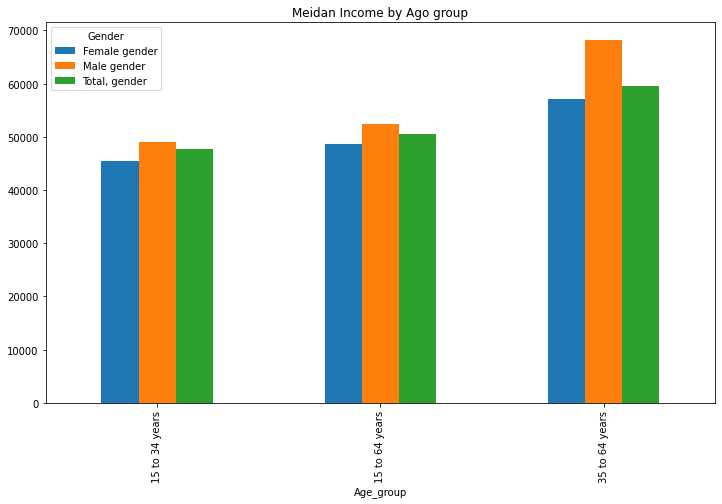 Meidan Income by Ago group
Gender
Female gender
Male gender
Total, gender
70000
60000
50000
40000
30000
20000
10000
0
15 to 34 years
15 to 64 years
35 to 64 years
Age_group